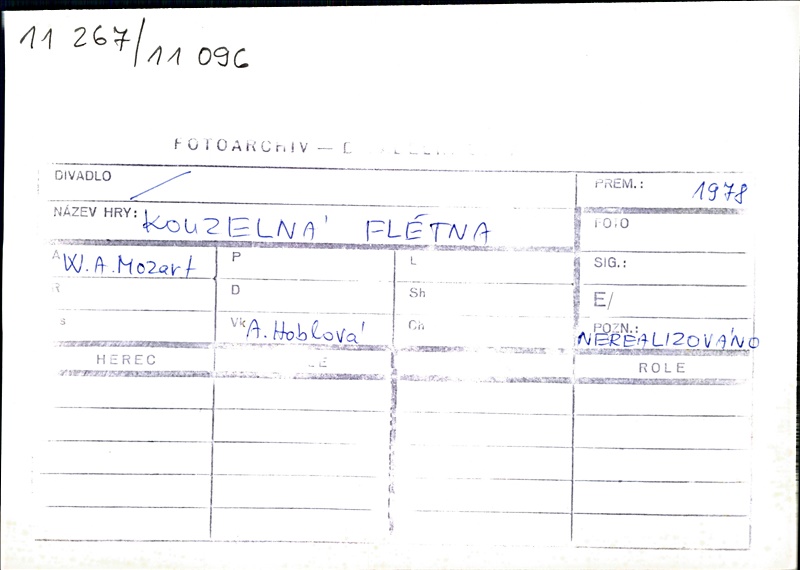 11 267/11 096
FOTOARCHIV —
DIVADLO
PREM.: 1978
NÁZEV HRY: KOUZELNÁ FLÉTNA
FOTO
A W. A. Mozart
P
L
SIG.:
R
D
Sh
E/
S
Vk A. Hoblová
Ch
POZN.: NEREALIZOVÁNO
HEREC
ROLE